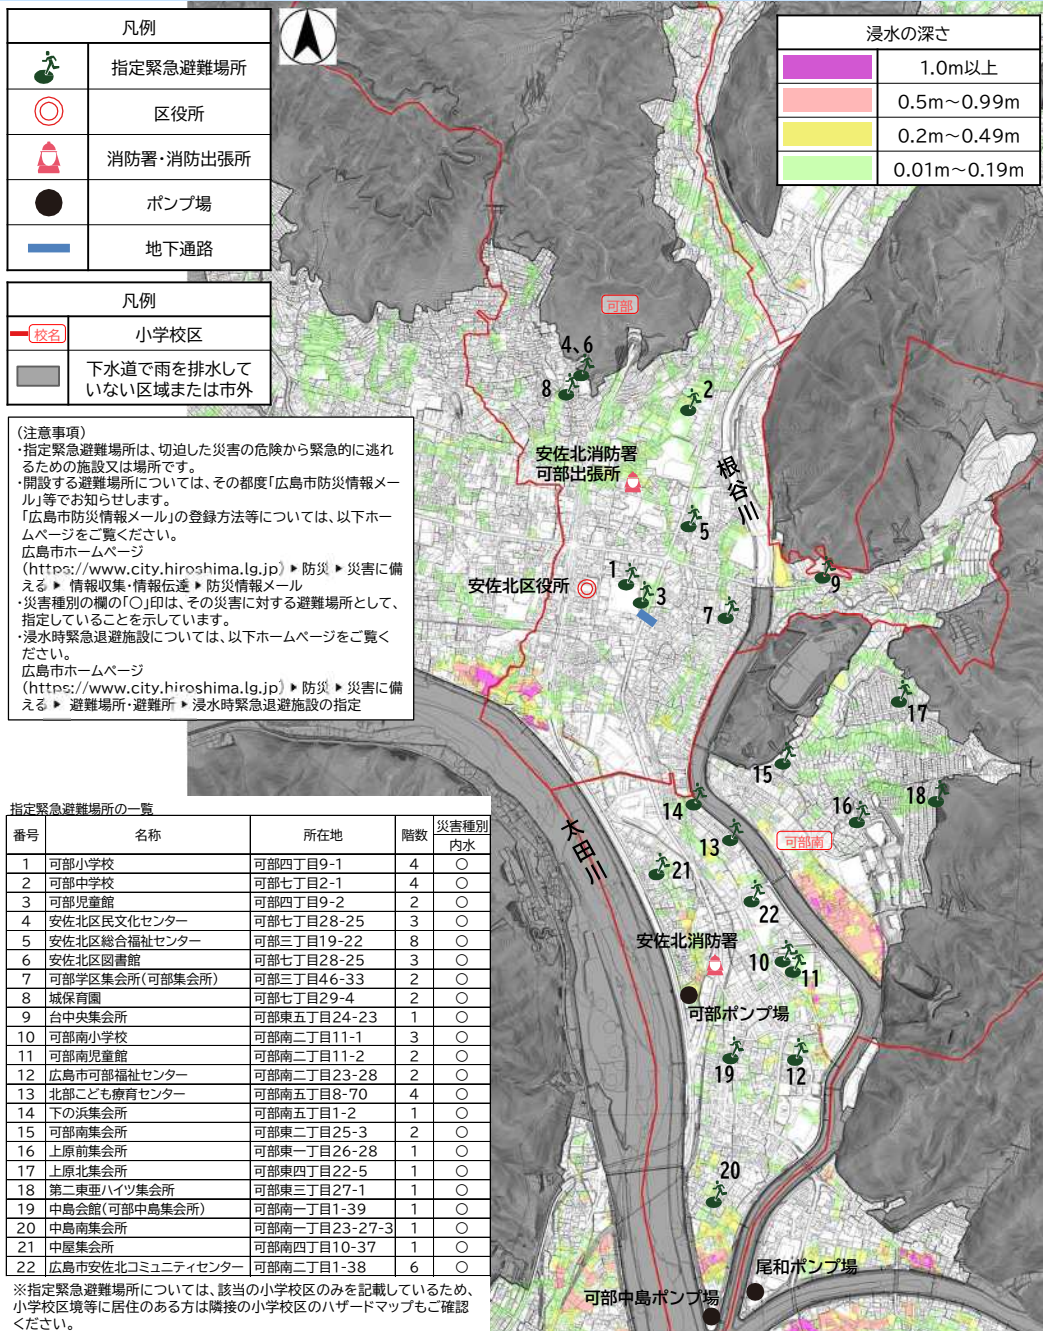 凡例
指定緊急避難場所
区役所
消防署・消防出張所
ポンプ場
地下通路
凡例
校名 小学校区
下水道で雨を排水して
いない区域または市外
浸水の深さ
1.0m以上
0.5m～0.99m
0.2m～0.49m
0.01m～0.19m
(注意事項)
・指定緊急避難場所は、切迫した災害の危険から緊急的に逃れ
るための施設又は場所です。
・開設する避難場所については、その都度「広島市防災情報メー
ル」等でお知らせします。
「広島市防災情報メール」の登録方法等については、以下ホー
ムページをご覧ください。
広島市ホームページ
(https://www.city.hiroshima.lg.jp)▶防災▶災害に備
える▶ 情報収集・情報伝達▶防災情報メール
・災害種別の欄の「○」印は、その災害に対する避難場所として、
指定していることを示しています。
・浸水時緊急退避施設については、以下ホームページをご覧く
ださい。
広島市ホームページ
(https://www.city.hiroshima.lg.jp)▶防災▶災害に備
える▶ 避難場所・避難所▶浸水時緊急退避施設の指定
可部
4、6
8
2
安佐北消防署
可部出張所
根谷川
5
安佐北区役所
1
3
7
9
17
15
18
16
14
13
可部南
太田川
21
22
安佐北消防署
10
11
可部ポンプ場
19
12
20
尾和ポンプ場
可部中島ポンプ場
指定緊急避難場所の一覧
番号 名称 所在地 階数 災害種別
内水
1 可部小学校 可部四丁目9-1 4 ○
2 可部中学校 可部七丁目2-1 4 ○
3 可部児童館 可部四丁目9-2 2 ○
4 安佐北区民文化センター 可部七丁目28-25 3 ○
5 安佐北区総合福祉センター 可部三丁目19-22 8 ○
6 安佐北区図書館 可部七丁目28-25 3 ○
7 可部学区集会所(可部集会所) 可部三丁目46-33 2 ○
8 城保育園 可部七丁目29-4 2 ○
9 台中央集会所 可部東五丁目24-23 1 ○
10 可部南小学校 可部南二丁目11-1 3 ○
11 可部南児童館 可部南二丁目11-2 2 ○
12 広島市可部福祉センター 可部南二丁目23-28 2 ○
13 北部こども療育センター 可部南五丁目8-70 4 ○
14 下の浜集会所 可部南五丁目1-2 1 ○
15 可部南集会所 可部東二丁目25-3 2 ○
16 上原前集会所 可部東一丁目26-28 1 ○
17 上原北集会所 可部東四丁目22-5 1 ○
18 第二東亜ハイツ集会所 可部東三丁目27-1 1 ○
19 中島会館(可部中島集会所) 可部南一丁目1-39 1 ○
20 中島南集会所 可部南一丁目23-27-3 1 ○
21 中屋集会所 可部南四丁目10-37 1 ○
22 広島市安佐北コミュニティセンター 可部南二丁目1-38 6 ○
※指定緊急避難場所については、該当の小学校区のみを記載しているため、
小学校区境等に居住のある方は隣接の小学校区のハザードマップもご確認
ください。